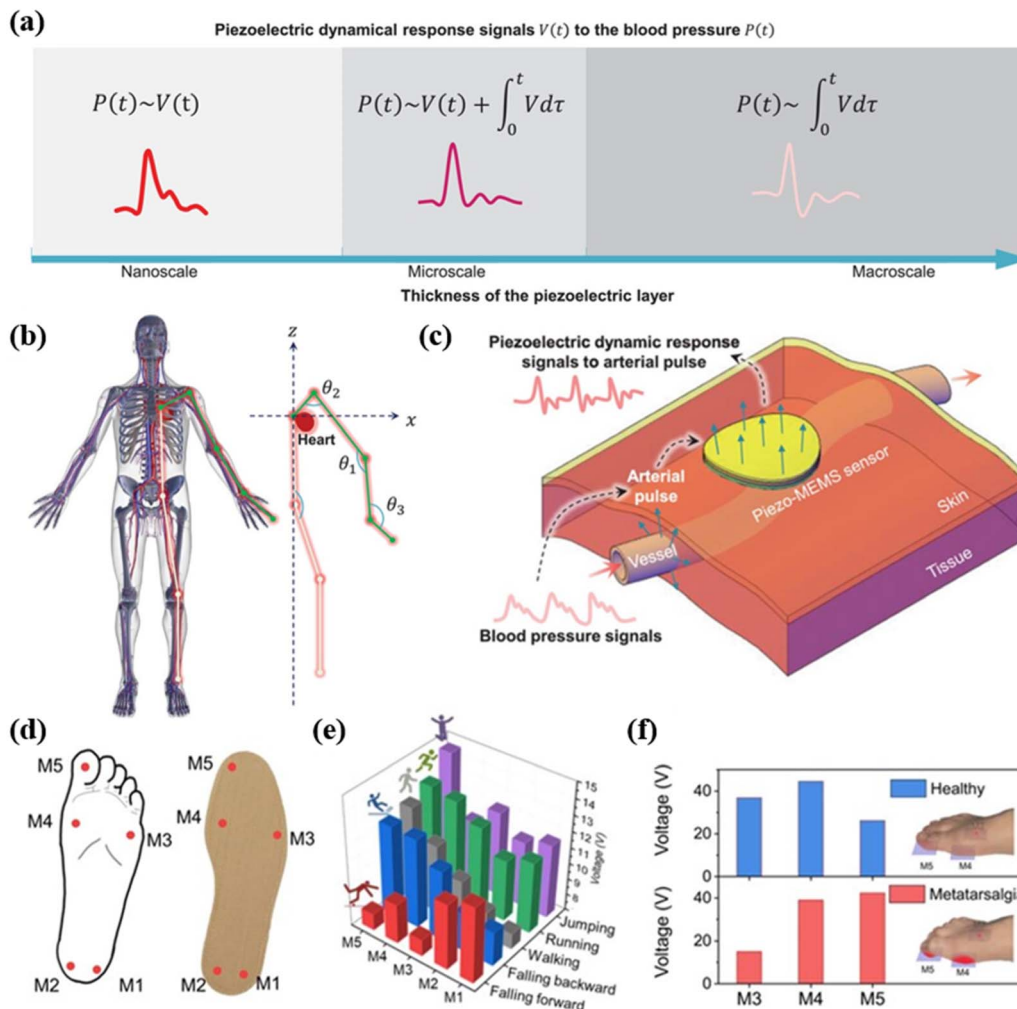 (a)
Piezoelectric dynamical response signals V(t) to the blood pressure P(t)
P(t)~V(t)
P(t)~V(t) + ∫₀ᵗ Vdτ
P(t)~ ∫₀ᵗ Vdτ
Nanoscale
Microscale
Macroscale
Thickness of the piezoelectric layer
(b)
z
θ₂
x
Heart
θ₁
θ₃
(c)
Piezoelectric dynamic response
signals to arterial pulse
Arterial
pulse
Piezo-MEMS sensor
Skin
Vessel
Tissue
Blood pressure signals
(d)
M5
M5
M4
M4
M3
M3
M2
M1
M2
M1
(e)
15
14
13
12
11
10
9
8
Voltage (V)
M5
M4
M3
M2
M1
Jumping
Running
Walking
Falling backward
Falling forward
(f)
Voltage (V)
40
20
0
Healthy
M5
M4
Voltage (V)
40
20
0
Metatarsalgia
M5
M4
M3
M4
M5